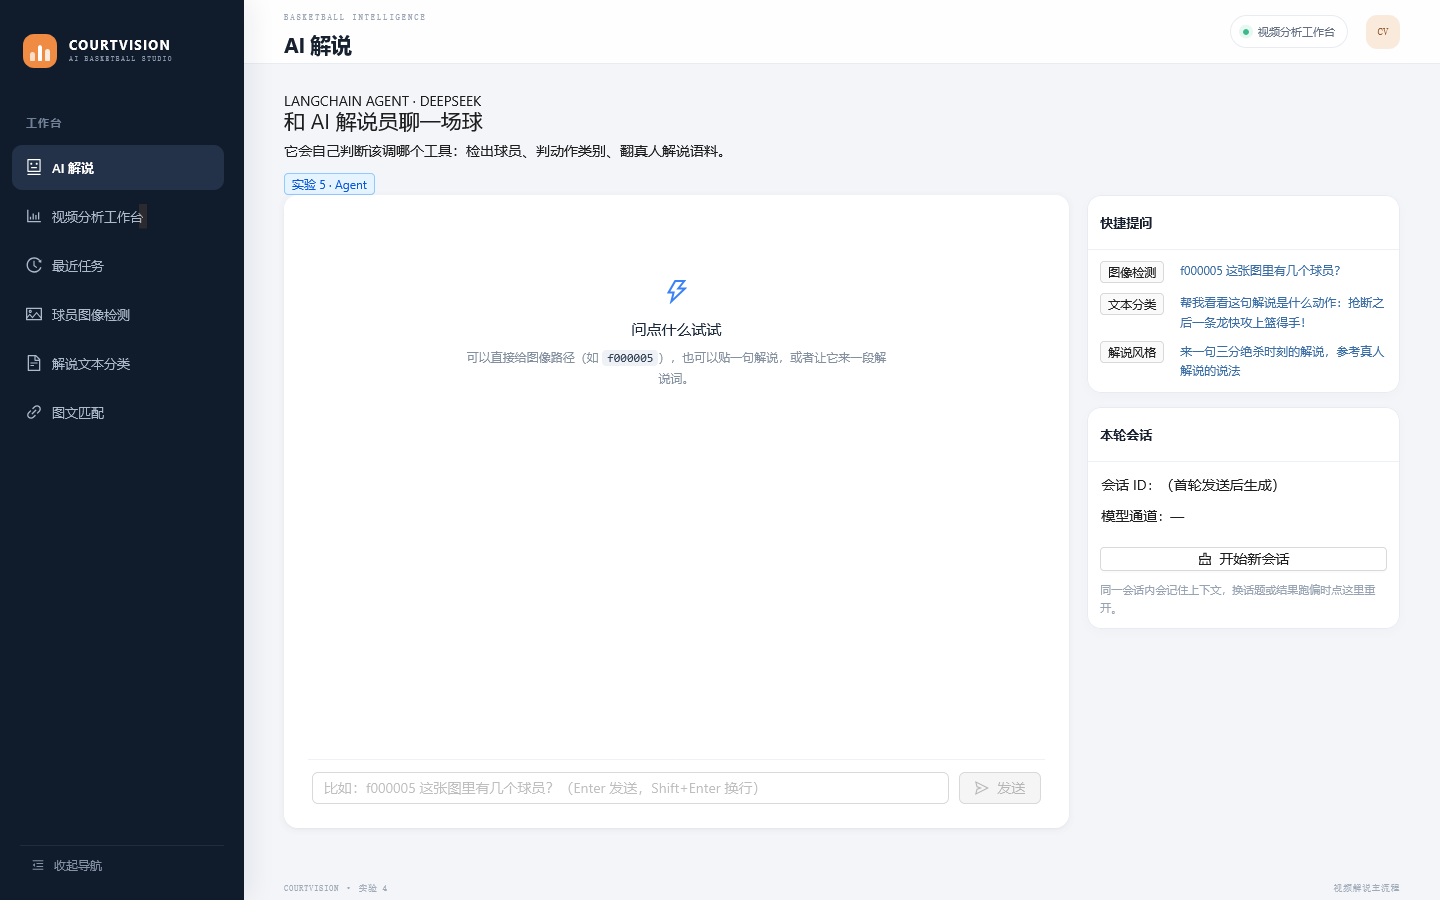 COURTVISION
AI BASKETBALL STUDIO
工作台
AI 解说
视频分析工作台
最近任务
球员图像检测
解说文本分类
图文匹配
收起导航
BASKETBALL INTELLIGENCE
AI 解说
视频分析工作台
CV
LANGCHAIN AGENT · DEEPSEEK
和 AI 解说员聊一场球
它会自己判断该调哪个工具：检出球员、判动作类别、翻真人解说语料。
实验 5 · Agent
问点什么试试
可以直接给图像路径（如 f000005 ），也可以贴一句解说，或者让它来一段解
说词。
比如：f000005 这张图里有几个球员？（Enter 发送，Shift+Enter 换行）
发送
快捷提问
图像检测 f000005 这张图里有几个球员？
文本分类 帮我看看这句解说是什么动作：抢断之
后一条龙快攻上篮得手！
解说风格 来一句三分绝杀时刻的解说，参考真人
解说的说法
本轮会话
会话 ID：（首轮发送后生成）
模型通道：—
开始新会话
同一会话内会记住上下文，换话题或结果跑偏时点这里重
开。
COURTVISION · 实验 4
视频解说主流程